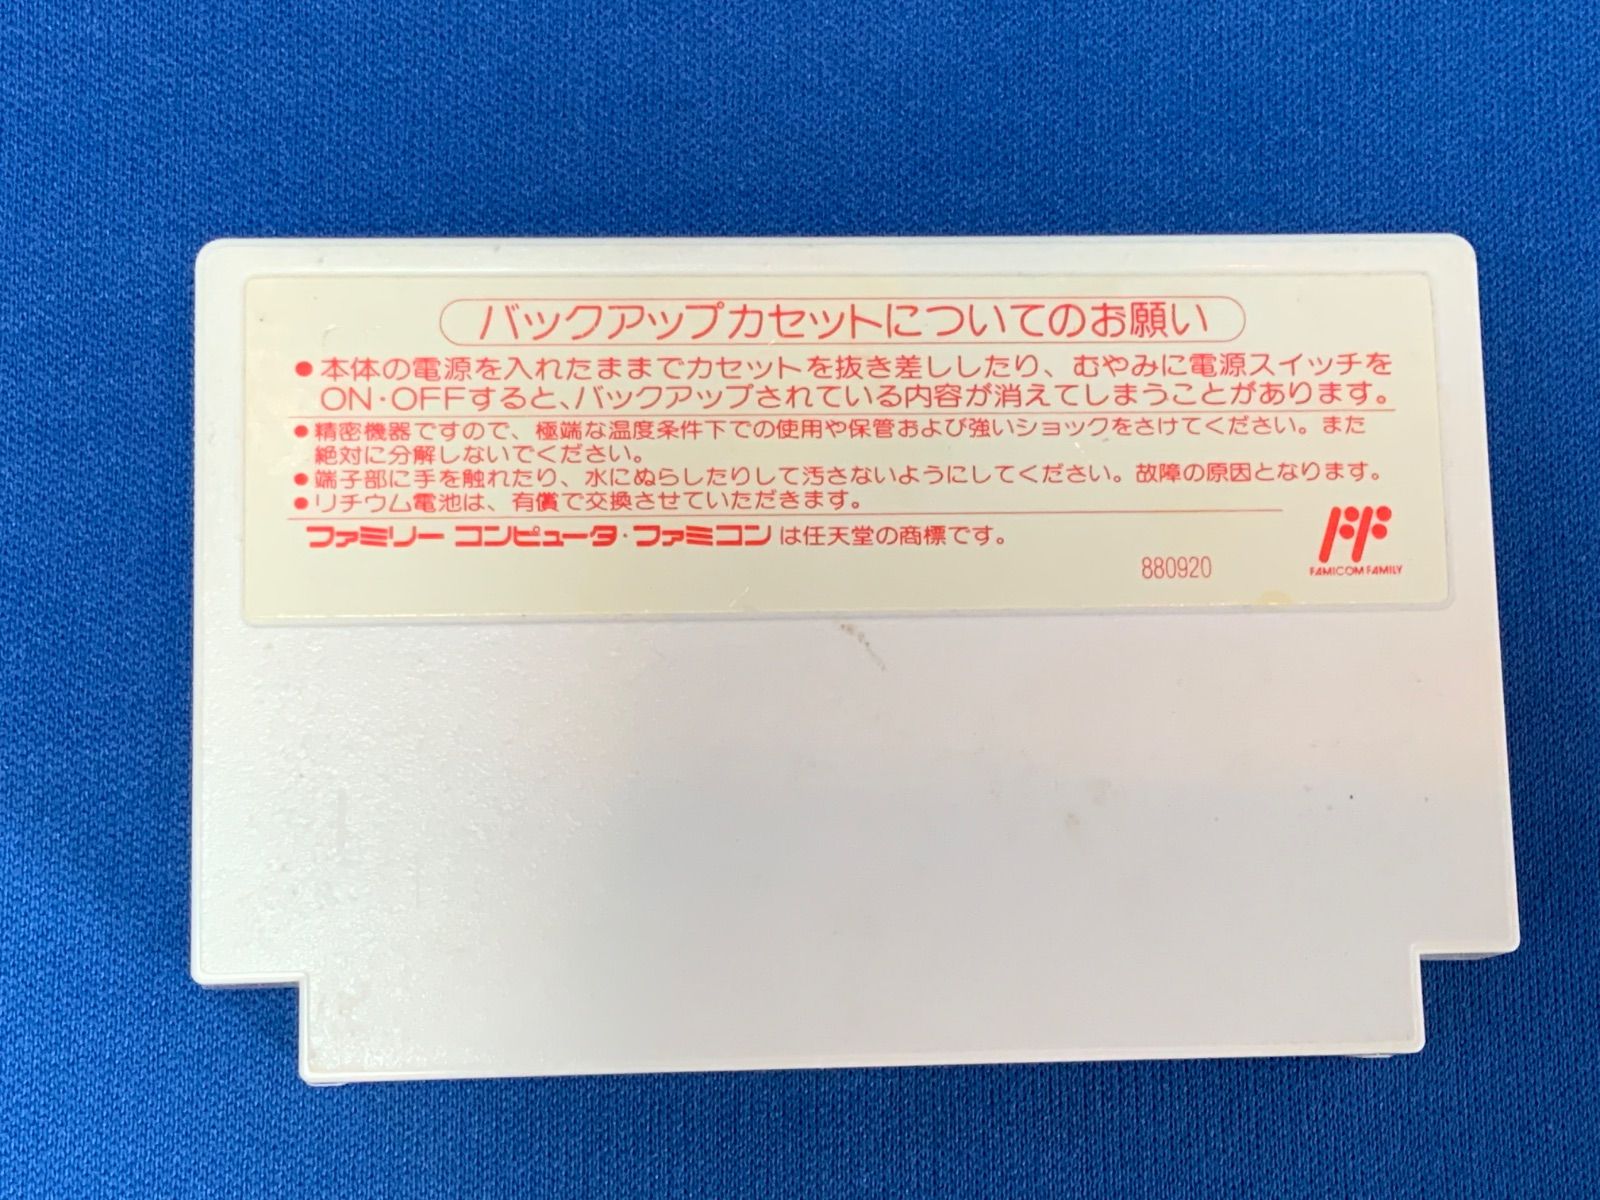 バックアップカセットについてのお願い
●本体の電源を入れたままでカセットを抜き差ししたり、むやみに電源スイッチを
ON・OFFすると、バックアップされている内容が消えてしまうことがあります。
●精密機器ですので、極端な温度条件下での使用や保管および強いショックをさけてください。また
絶対に分解しないでください。
●端子部に手を触れたり、水にぬらしたりして汚さないようにしてください。故障の原因となります。
●リチウム電池は、有償で交換させていただきます。
ファミリー コンピュータ・ファミコン は任天堂の商標です。
880920
FF
FAMICOM FAMILY